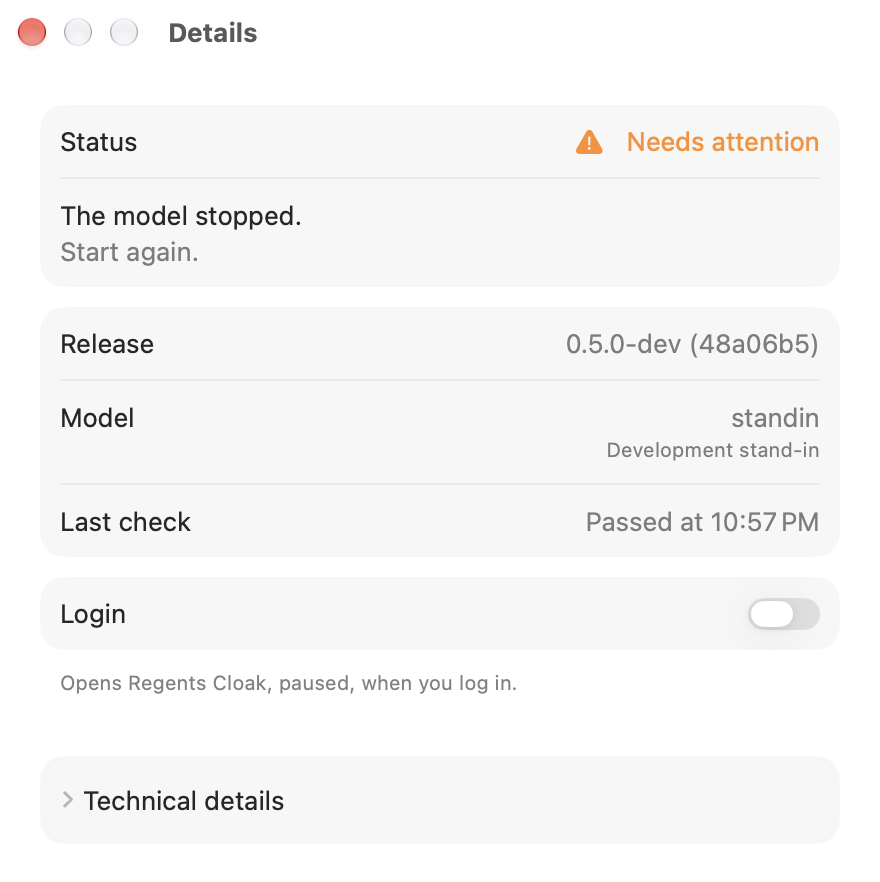 Details
Status
Needs attention
The model stopped.
Start again.
Release
0.5.0-dev (48a06b5)
Model
standin
Development stand-in
Last check
Passed at 10:57 PM
Login
Opens Regents Cloak, paused, when you log in.
Technical details